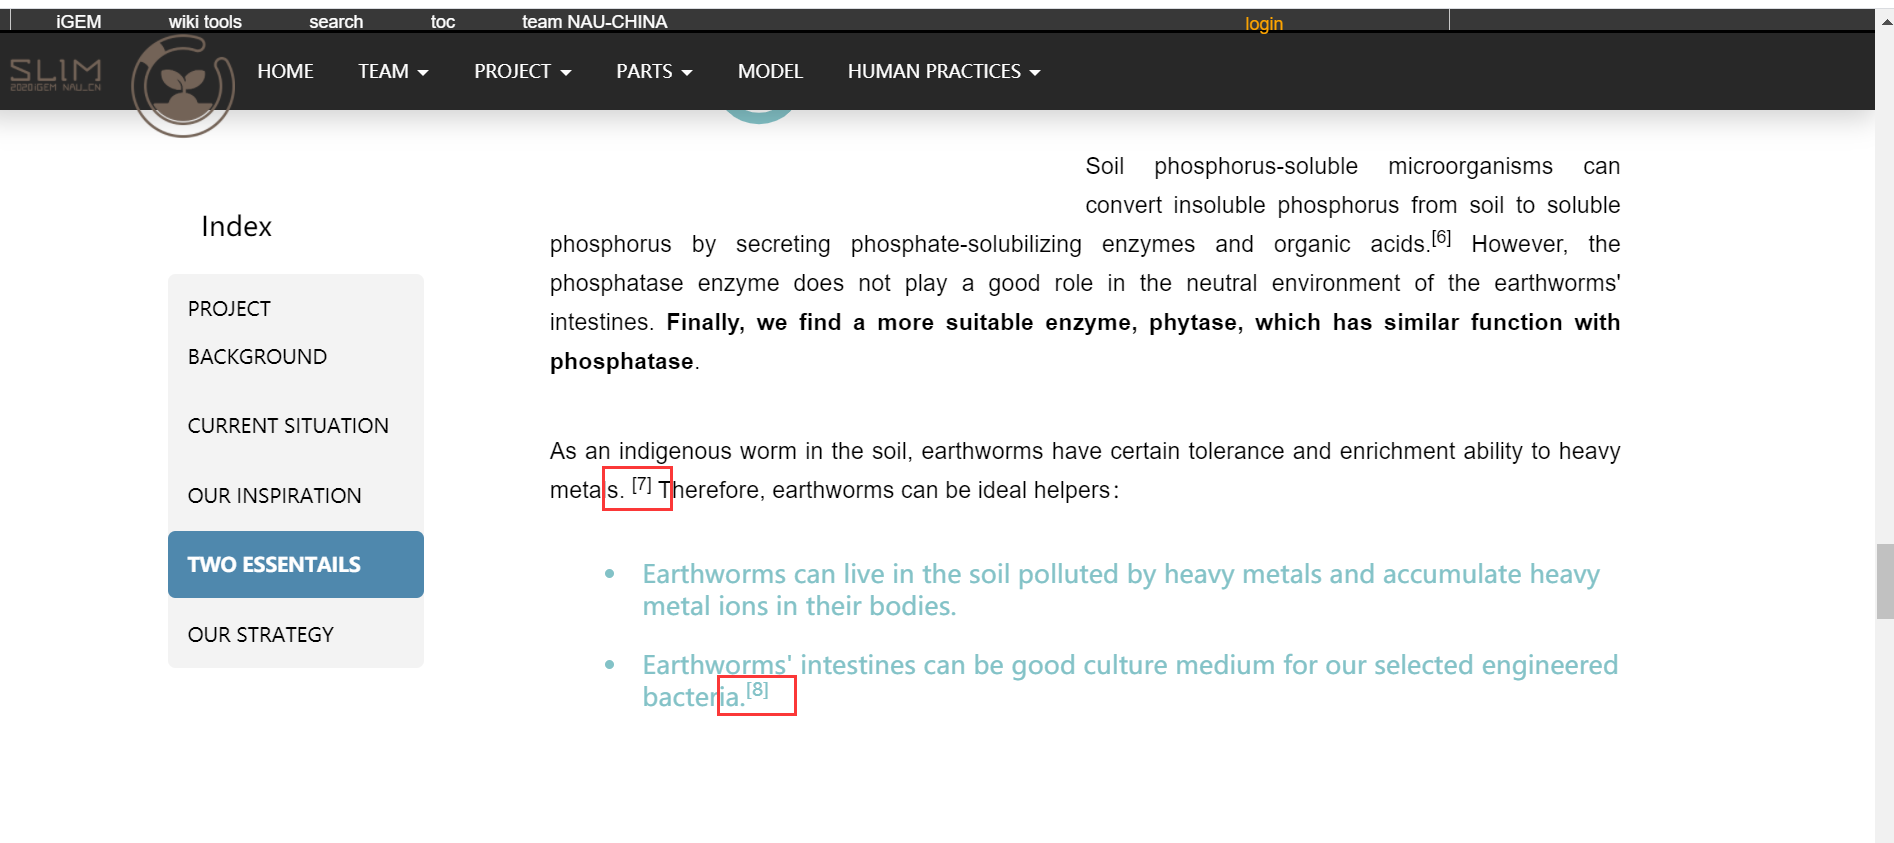 iGEM wiki tools search toc team NAU-CHINA login
SLIM
2020iGEM NAU_CN
HOME TEAM PROJECT PARTS MODEL HUMAN PRACTICES
Index
PROJECT
BACKGROUND
CURRENT SITUATION
OUR INSPIRATION
TWO ESSENTAILS
OUR STRATEGY
Soil phosphorus-soluble microorganisms can
convert insoluble phosphorus from soil to soluble
phosphorus by secreting phosphate-solubilizing enzymes and organic acids.[6] However, the
phosphatase enzyme does not play a good role in the neutral environment of the earthworms'
intestines. Finally, we find a more suitable enzyme, phytase, which has similar function with
phosphatase.
As an indigenous worm in the soil, earthworms have certain tolerance and enrichment ability to heavy
metals. [7] Therefore, earthworms can be ideal helpers:
• Earthworms can live in the soil polluted by heavy metals and accumulate heavy
metal ions in their bodies.
• Earthworms' intestines can be good culture medium for our selected engineered
bacteria.[8]